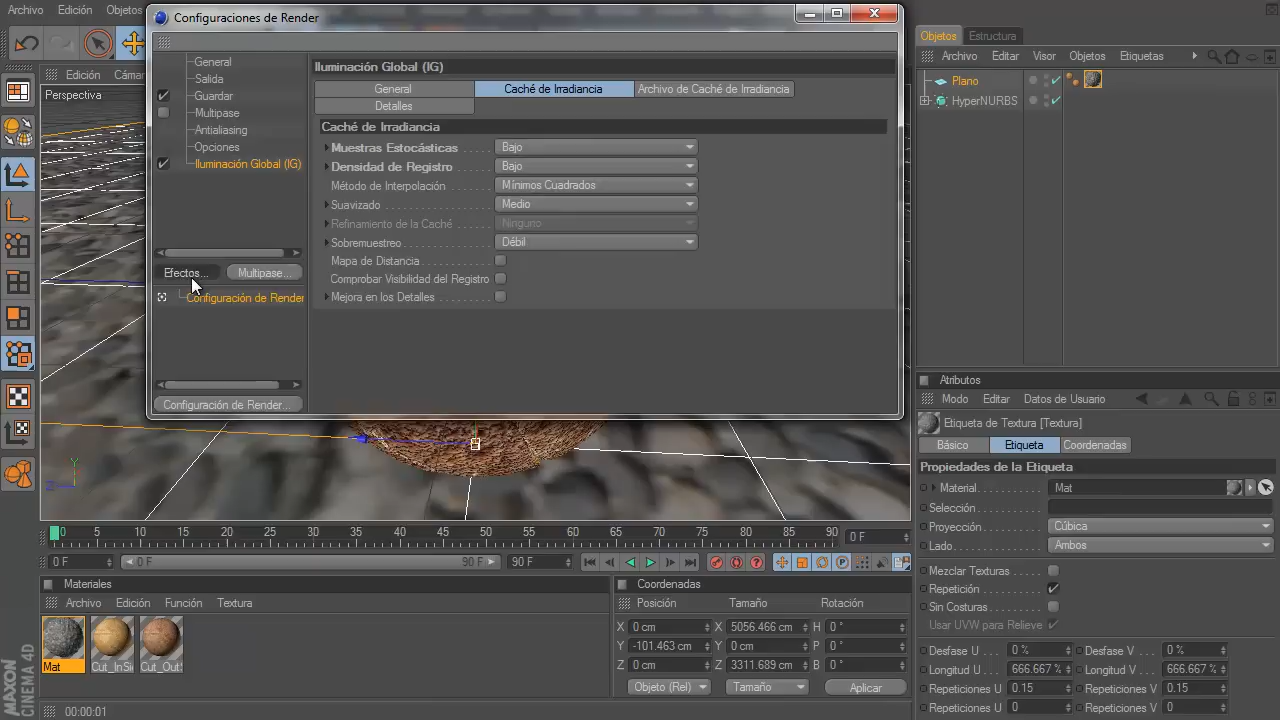 Archivo Edición Objetos
Configuraciones de Render
Edición Cámar
Perspectiva
General
Salida
Guardar
Multipase
Antialiasing
Opciones
Iluminación Global (IG)
Efectos... Multipase...
Configuración de Render
Configuración de Render...
Iluminación Global (IG)
General Caché de Irradiancia Archivo de Caché de Irradiancia
Detalles
Caché de Irradiancia
Muestras Estocásticas Bajo
Densidad de Registro Bajo
Método de Interpolación Mínimos Cuadrados
Suavizado Medio
Refinamiento de la Caché Ninguno
Sobremuestreo Débil
Mapa de Distancia
Comprobar Visibilidad del Registro
Mejora en los Detalles
Objetos Estructura
Archivo Editar Visor Objetos Etiquetas
Plano
HyperNURBS
Atributos
Modo Editar Datos de Usuario
Etiqueta de Textura [Textura]
Básico Etiqueta Coordenadas
Propiedades de la Etiqueta
Material Mat
Selección
Proyección Cúbica
Lado Ambos
Mezclar Texturas
Repetición
Sin Costuras
Usar UVW para Relieve
Desfase U 0 % Desfase V 0 %
Longitud U 666.667 % Longitud V 666.667 %
Repeticiones U 0.15 Repeticiones V 0.15
Repeticiones U 0 Repeticiones V 0
Y
Z
0 5 10 15 20 25 30 35 40 45 50 55 60 65 70 75 80 85 90 0 F
0 F 0 F 90 F 90 F
Materiales
Archivo Edición Función Textura
Mat Cut_InSi Cut_OutS
Coordenadas
Posición Tamaño Rotación
X 0 cm X 5056.466 cm H 0 °
Y -101.463 cm Y 0 cm P 0 °
Z 0 cm Z 3311.689 cm B 0 °
Objeto (Rel) Tamaño Aplicar
MAXON
CINEMA 4D
00:00:01